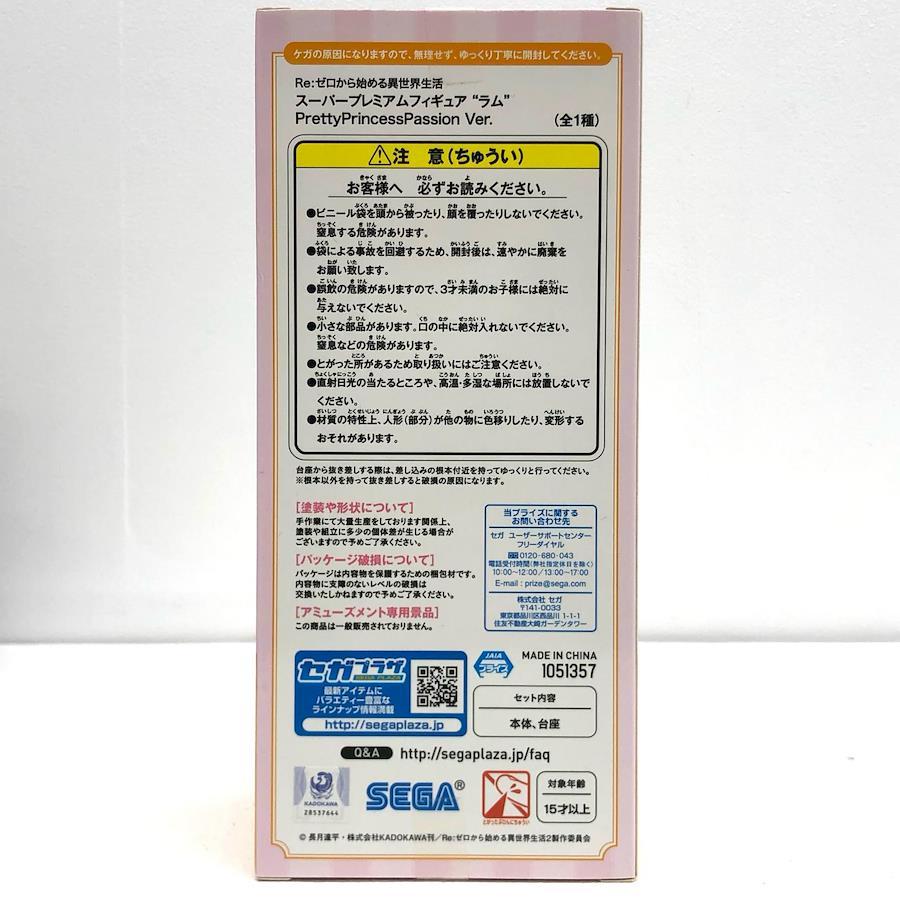 ケガの原因になりますので、無理せず、ゆっくり丁寧に開封してください。
Re:ゼロから始める異世界生活
スーパープレミアムフィギュア “ラム”
PrettyPrincessPassion Ver.
(全1種)
⚠注 意(ちゅうい)
お客様へ 必ずお読みください。
●ビニール袋を頭から被ったり、顔を覆ったりしないでください。
窒息する危険があります。
●袋による事故を回避するため、開封後は、速やかに廃棄を
お願い致します。
●誤飲の危険がありますので、3才未満のお子様には絶対に
与えないでください。
●小さな部品があります。口の中に絶対入れないでください。
窒息などの危険があります。
●とがった所があるため取り扱いにはご注意ください。
●直射日光の当たるところや、高温・多湿な場所には放置しないで
ください。
●材質の特性上、人形(部分)が他の物に色移りしたり、変形する
おそれがあります。
台座から抜き差しする際は、差し込みの根本付近を持ってゆっくりと行ってください。
※根本以外を持って抜き差しすると破損の原因になります。
[塗装や形状について]
手作業にて大量生産をしております関係上、
塗装や組立に多少の個体差が生じる場合が
ございますので予めご了承ください。
[パッケージ破損について]
パッケージは内容物を保護するための梱包材です。
内容物に支障のないレベルの破損は
交換いたしかねますので予めご了承ください。
[アミューズメント専用景品]
この商品は一般販売されておりません。
当プライズに関する
お問い合わせ先
セガ ユーザーサポートセンター
フリーダイヤル
0120-680-043
電話受付時間(弊社指定休日を除く)
10:00〜12:00/13:00〜17:00
E-mail : prize@sega.com
株式会社 セガ
〒141-0033
東京都品川区西品川 1-1-1
住友不動産大崎ガーデンタワー
セガプラザ
SEGA PLAZA
最新アイテムに
バラエティー豊富な
ラインナップ情報満載
http://segaplaza.jp
JAIA
プライズ
MADE IN CHINA
1051357
セット内容
本体、台座
Q&A http://segaplaza.jp/faq
KADOKAWA
28537644
SEGA®
とがったぶひんにちゅうい
対象年齢
15才以上
© 長月達平・株式会社KADOKAWA刊/Re:ゼロから始める異世界生活2製作委員会